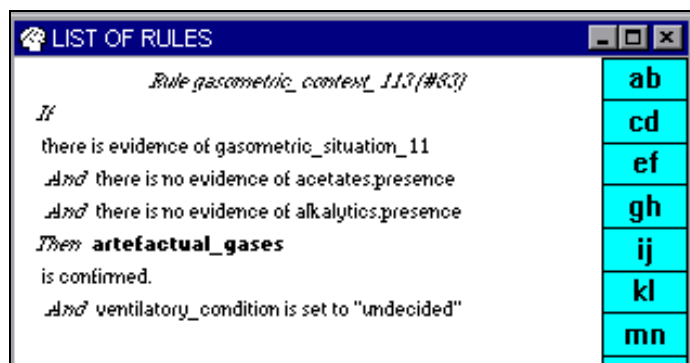 LIST OF RULES
Rule gasometric_context_113(#83)
If
there is evidence of gasometric_situation_11
And there is no evidence of acetates.presence
And there is no evidence of alkalytics.presence
Then artefactual_gases
is confirmed.
And ventilatory_condition is set to "undecided"
ab
cd
ef
gh
ij
kl
mn